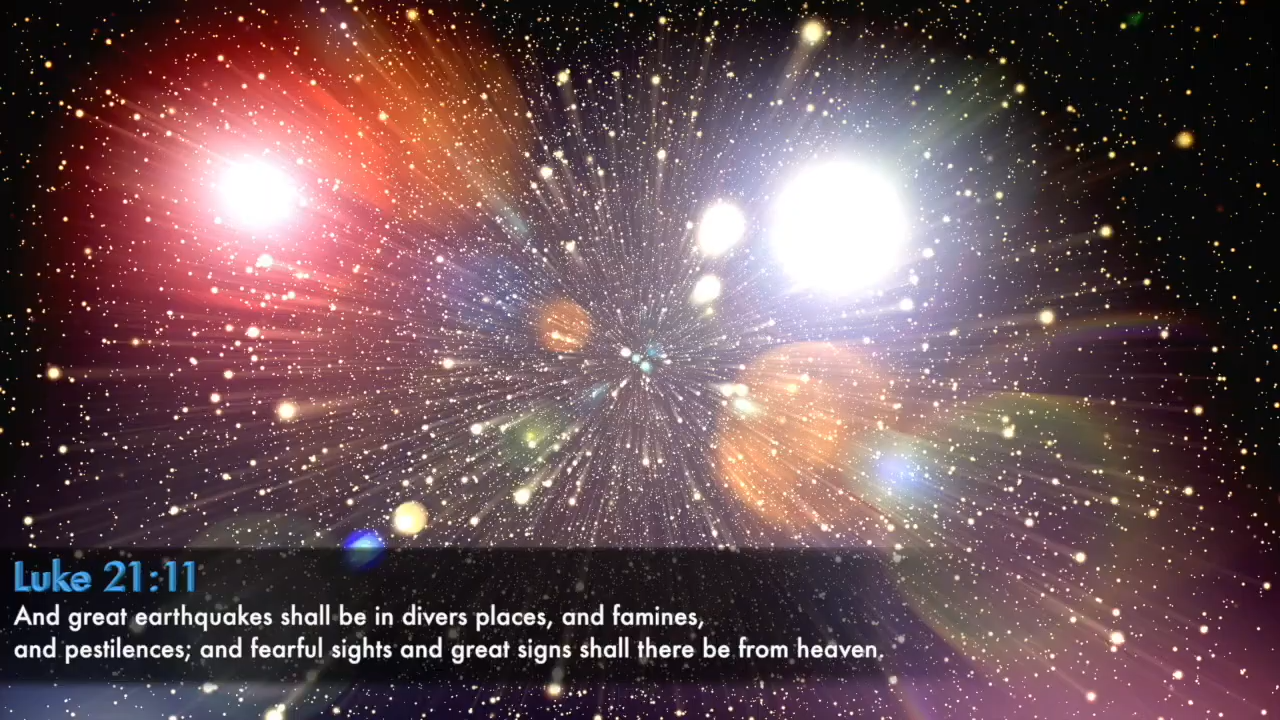 Luke 21:11
And great earthquakes shall be in divers places, and famines,
and pestilences; and fearful sights and great signs shall there be from heaven.